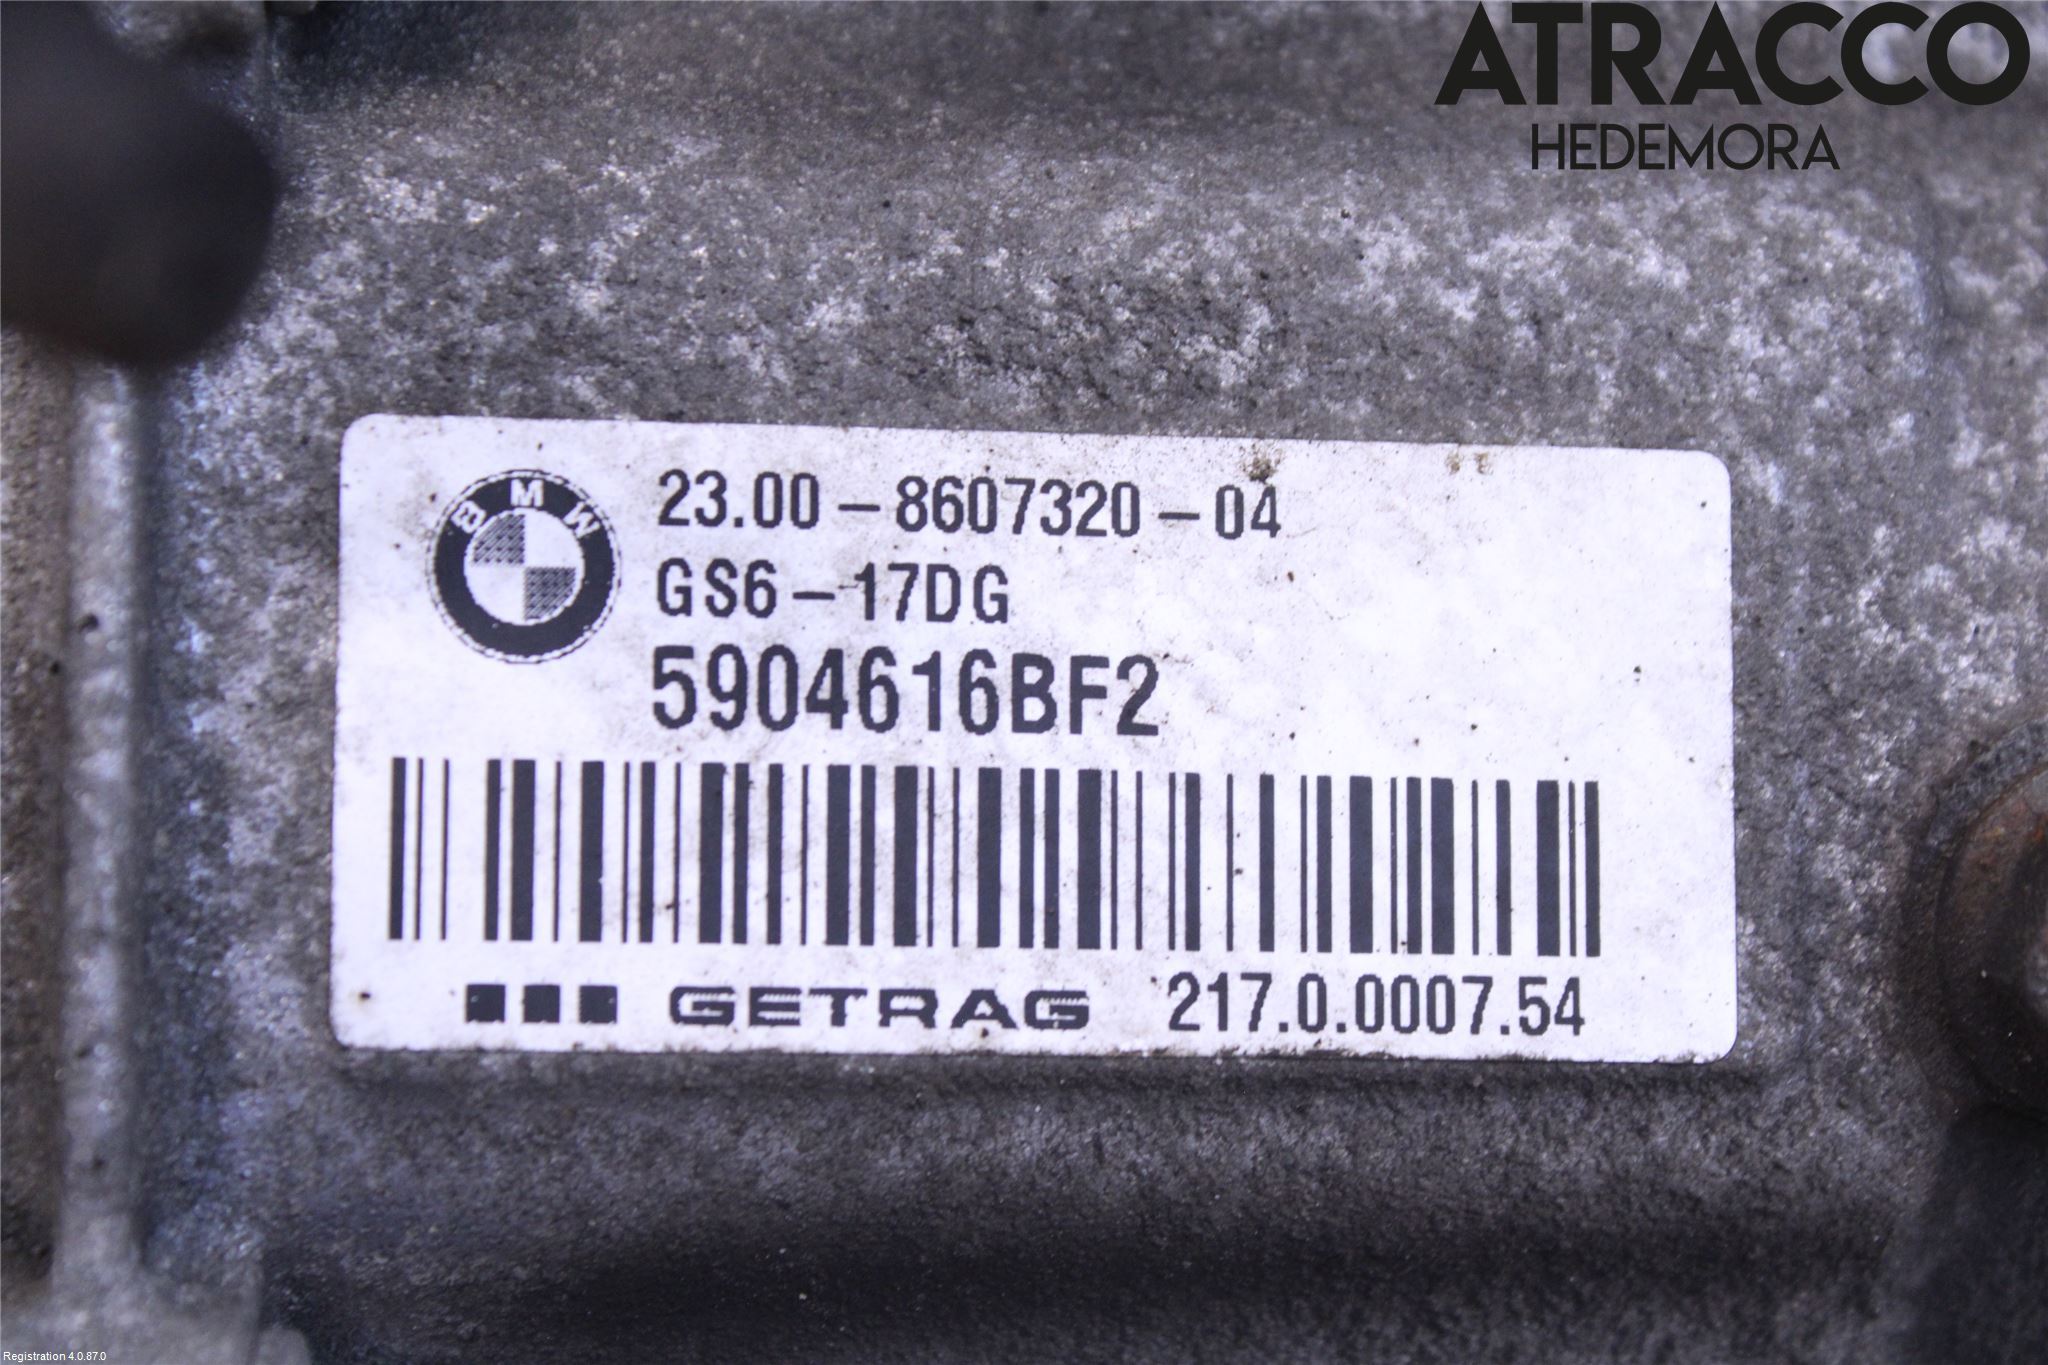 ATRACCO
HEDEMORA
BMW
23.00-8607320-04
GS6-17DG
5904616BF2
GETRAG 217.0.0007.54
Registration 4.0.87.0